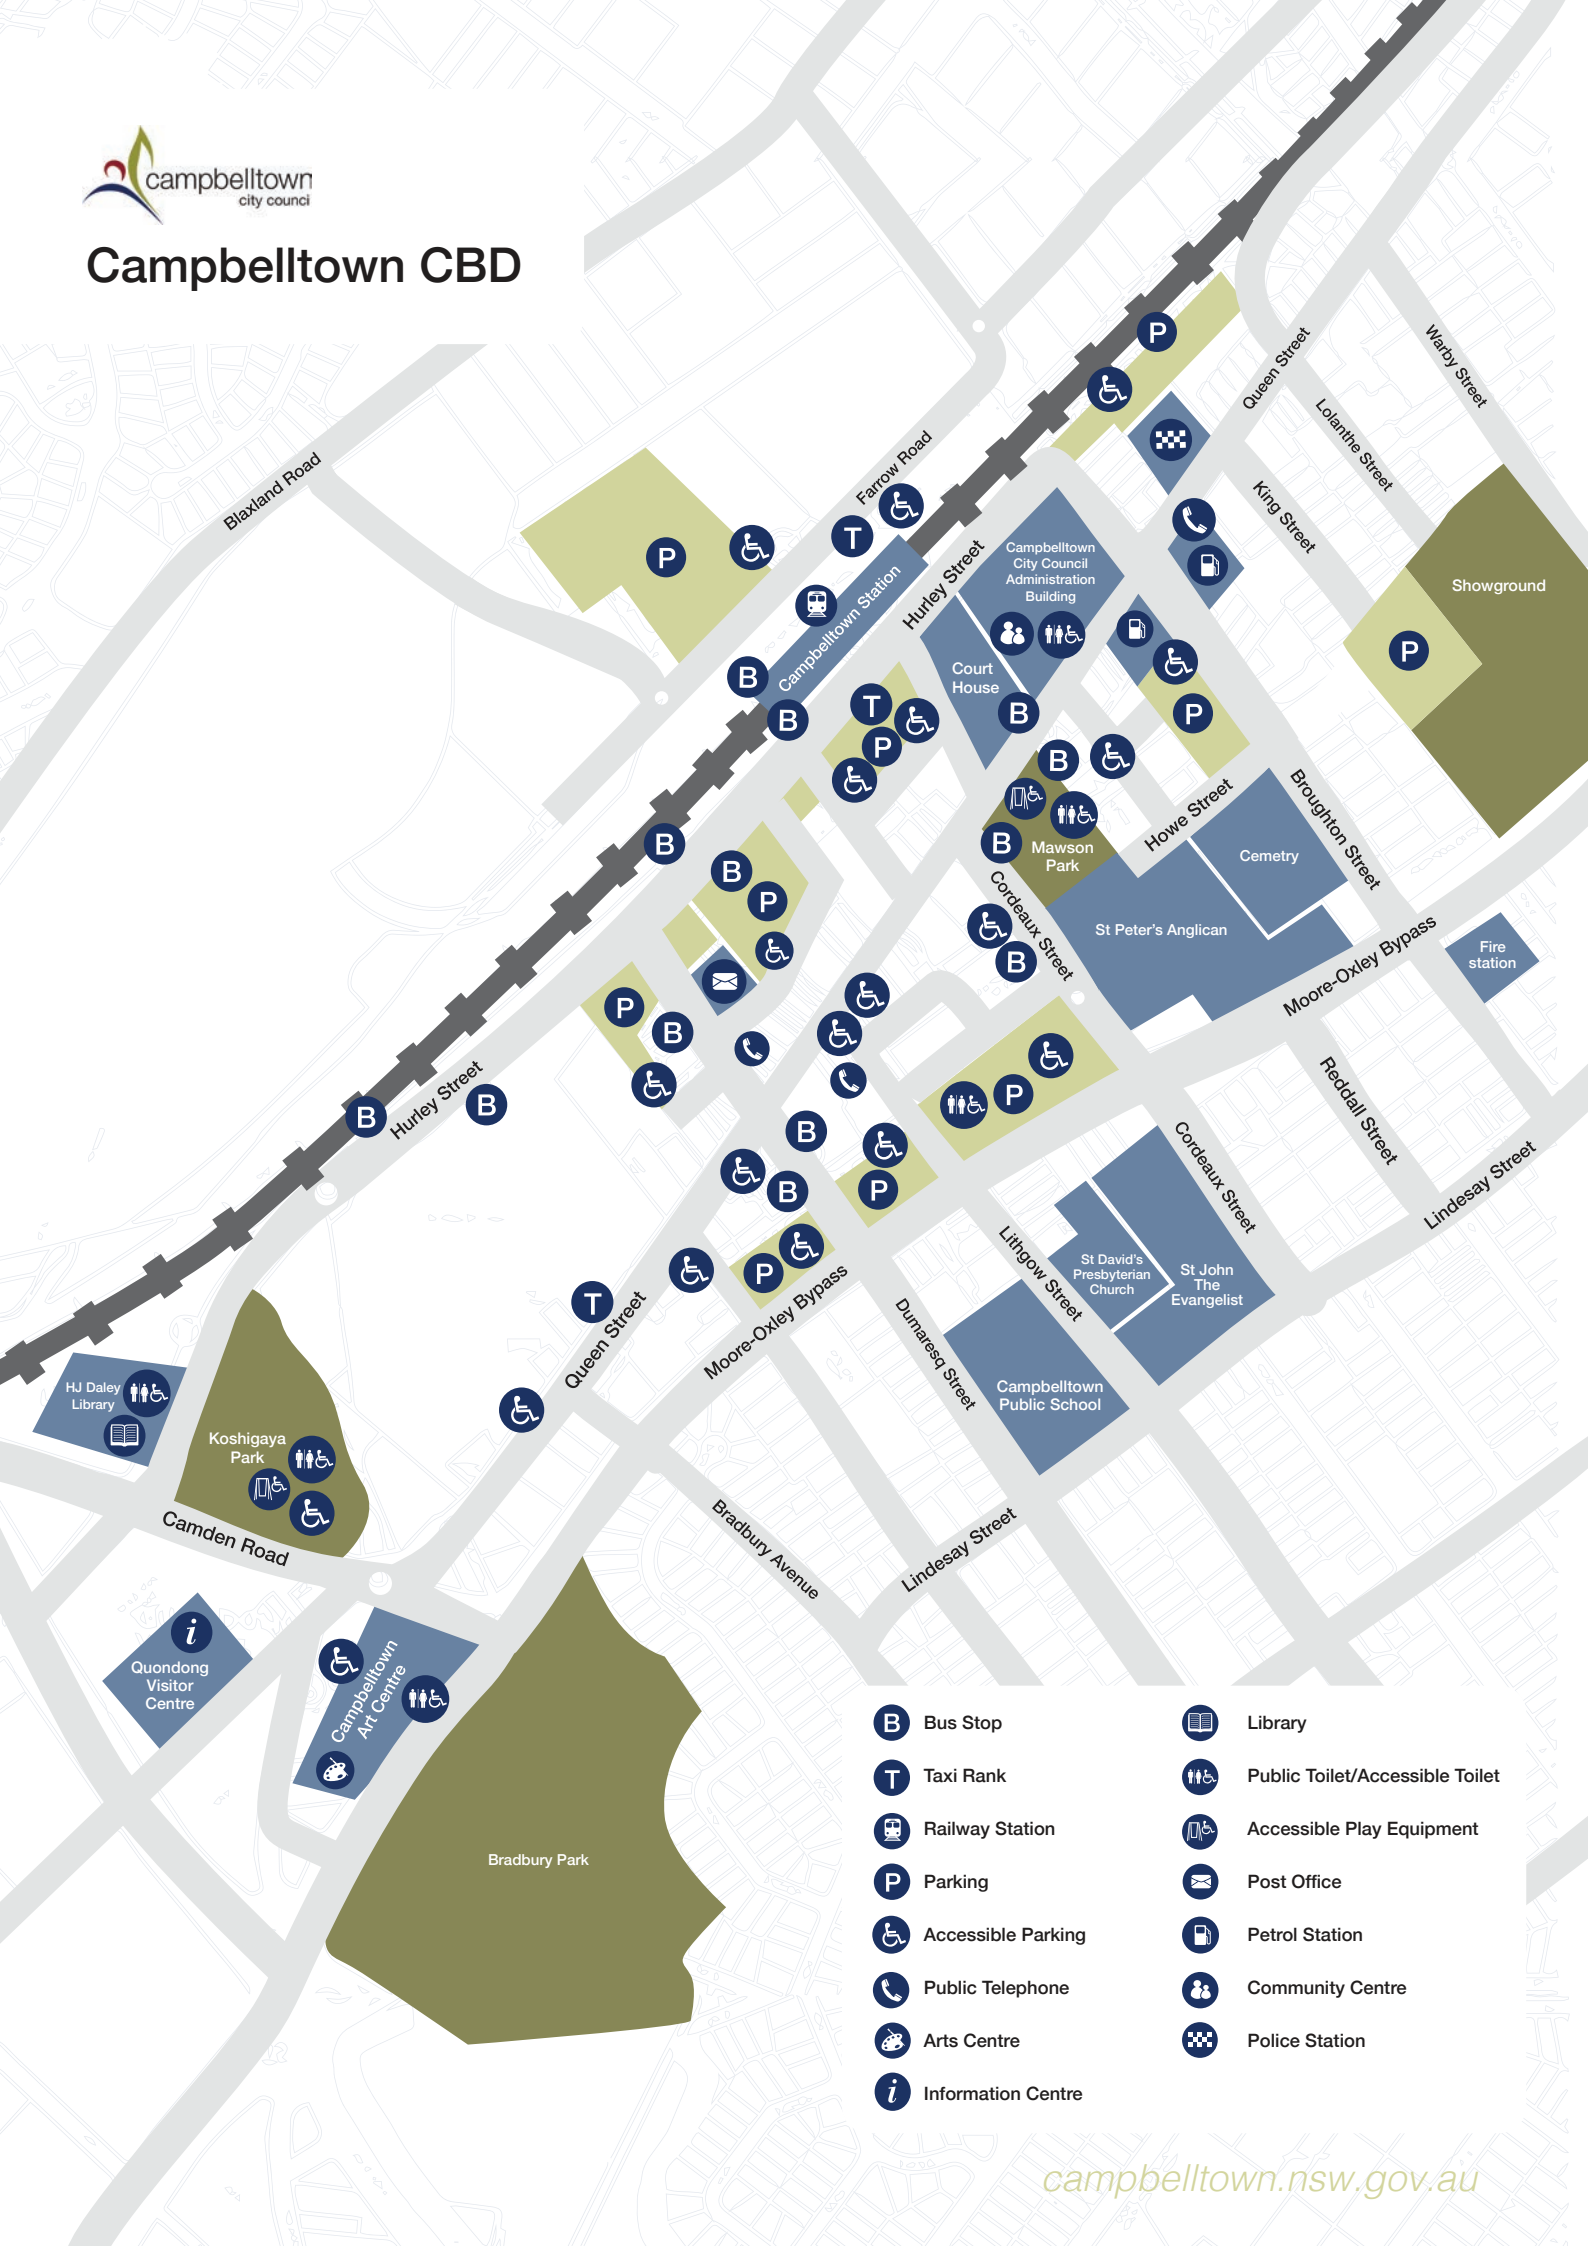 campbelltown
city counci
Campbelltown CBD
P
Queen Street
Warby Street
Lolanthe Street
King Street
Farrow Road
Blaxland Road
T
P
Campbelltown Station
Hurley Street
Campbelltown
City Council
Administration
Building
Showground
P
Court
House
B
B
T
P
B
P
B
Mawson
Park
B
Howe Street
Broughton Street
Cemetry
B
B
P
Cordeaux Street
B
St Peter's Anglican
Moore-Oxley Bypass
Fire
station
P
B
Hurley Street
B
B
P
Reddall Street
Cordeaux Street
Lindesay Street
B
B
P
P
Lithgow Street
St David's
Presbyterian
Church
St John
The
Evangelist
T
Queen Street
Moore-Oxley Bypass
Dumaresq Street
Campbelltown
Public School
HJ Daley
Library
Koshigaya
Park
Camden Road
Bradbury Avenue
Lindesay Street
i
Quondong
Visitor
Centre
Campbelltown
Art Centre
Bradbury Park
B Bus Stop
T Taxi Rank
Railway Station
P Parking
Accessible Parking
Public Telephone
Arts Centre
i Information Centre
Library
Public Toilet/Accessible Toilet
Accessible Play Equipment
Post Office
Petrol Station
Community Centre
Police Station
campbelltown.nsw.gov.au